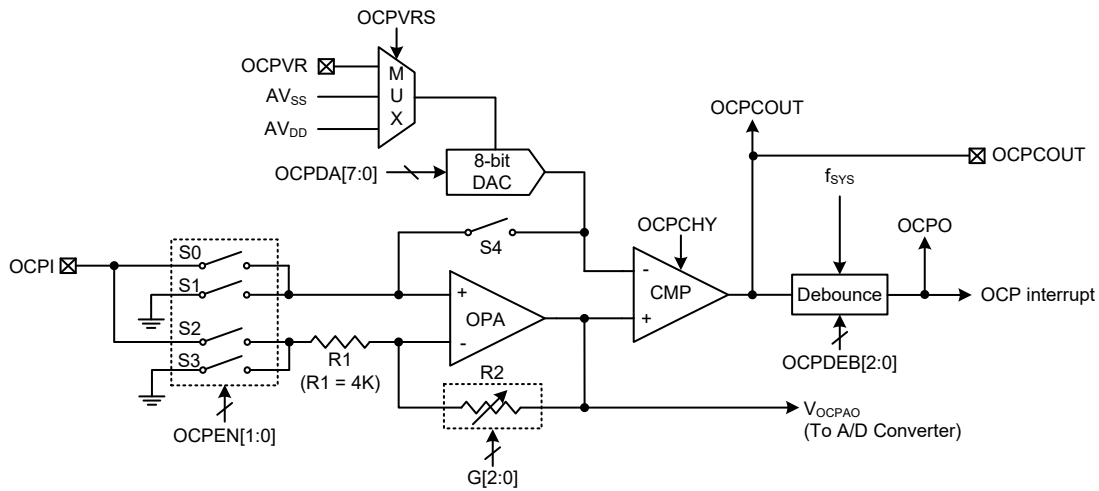 OCPVRS
OCPVR
M
U
X
AVSS
AVDD
OCPCOUT
OCPCOUT
OCPDA[7:0]
8-bit
DAC
fSYS
S4
OCPCHY
OCPO
OCPI
S0
S1
S2
S3
+
OPA
-
-
CMP
+
Debounce
OCP interrupt
R1
(R1 = 4K)
OCPDEB[2:0]
R2
OCPEN[1:0]
G[2:0]
VOCPAO
(To A/D Converter)